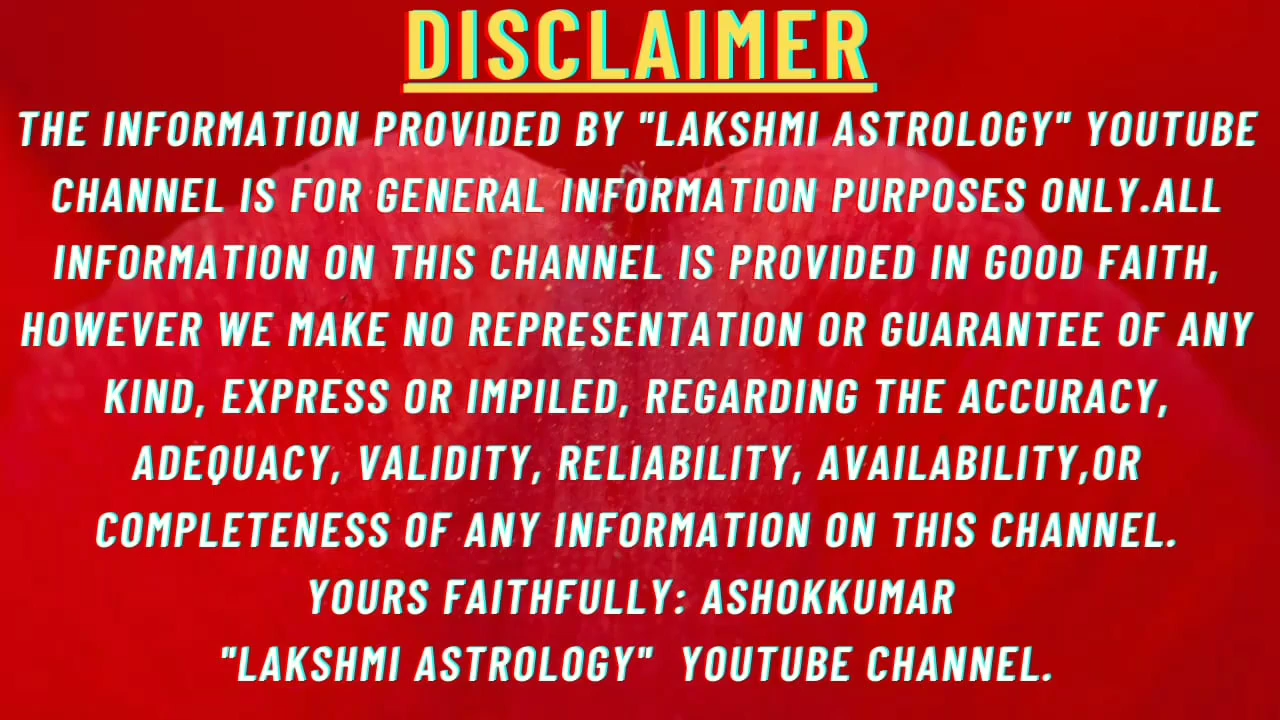 DISCLAIMER
THE INFORMATION PROVIDED BY "LAKSHMI ASTROLOGY" YOUTUBE
CHANNEL IS FOR GENERAL INFORMATION PURPOSES ONLY.ALL
INFORMATION ON THIS CHANNEL IS PROVIDED IN GOOD FAITH,
HOWEVER WE MAKE NO REPRESENTATION OR GUARANTEE OF ANY
KIND, EXPRESS OR IMPILED, REGARDING THE ACCURACY,
ADEQUACY, VALIDITY, RELIABILITY, AVAILABILITY,OR
COMPLETENESS OF ANY INFORMATION ON THIS CHANNEL.
YOURS FAITHFULLY: ASHOKKUMAR
"LAKSHMI ASTROLOGY" YOUTUBE CHANNEL.